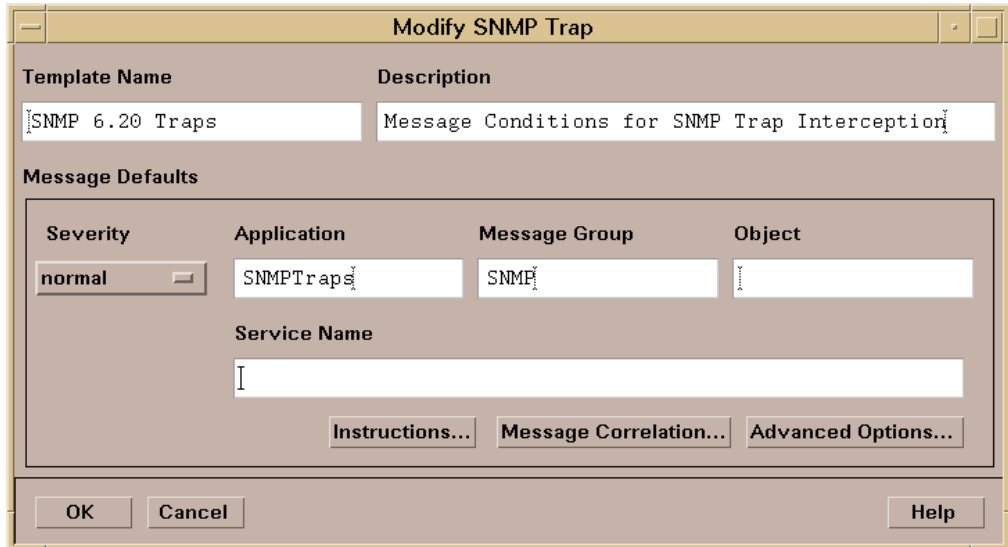 Modify SNMP Trap
Template Name Description
SNMP 6.20 Traps Message Conditions for SNMP Trap Interception
Message Defaults
Severity Application Message Group Object
normal SNMPTraps SNMP
Service Name
Instructions... Message Correlation... Advanced Options...
OK Cancel Help